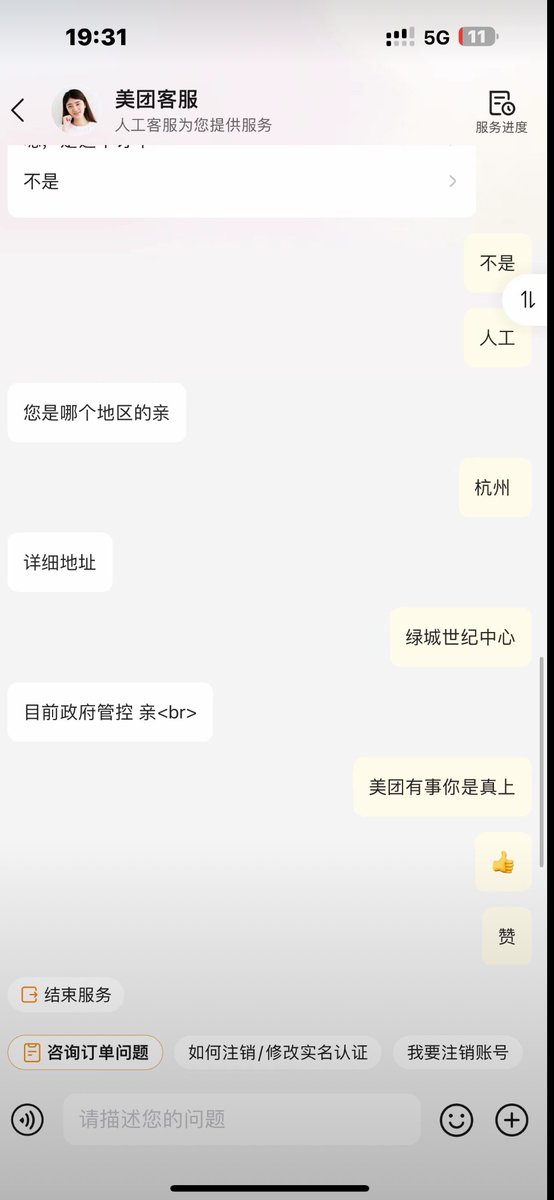 19:31
5G
11
美团客服
人工客服为您提供服务
服务进度
不是
不是
人工
您是哪个地区的亲
杭州
详细地址
绿城世纪中心
目前政府管控 亲<br>
美团有事你是真上
👍
赞
结束服务
咨询订单问题
如何注销/修改实名认证
我要注销账号
请描述您的问题